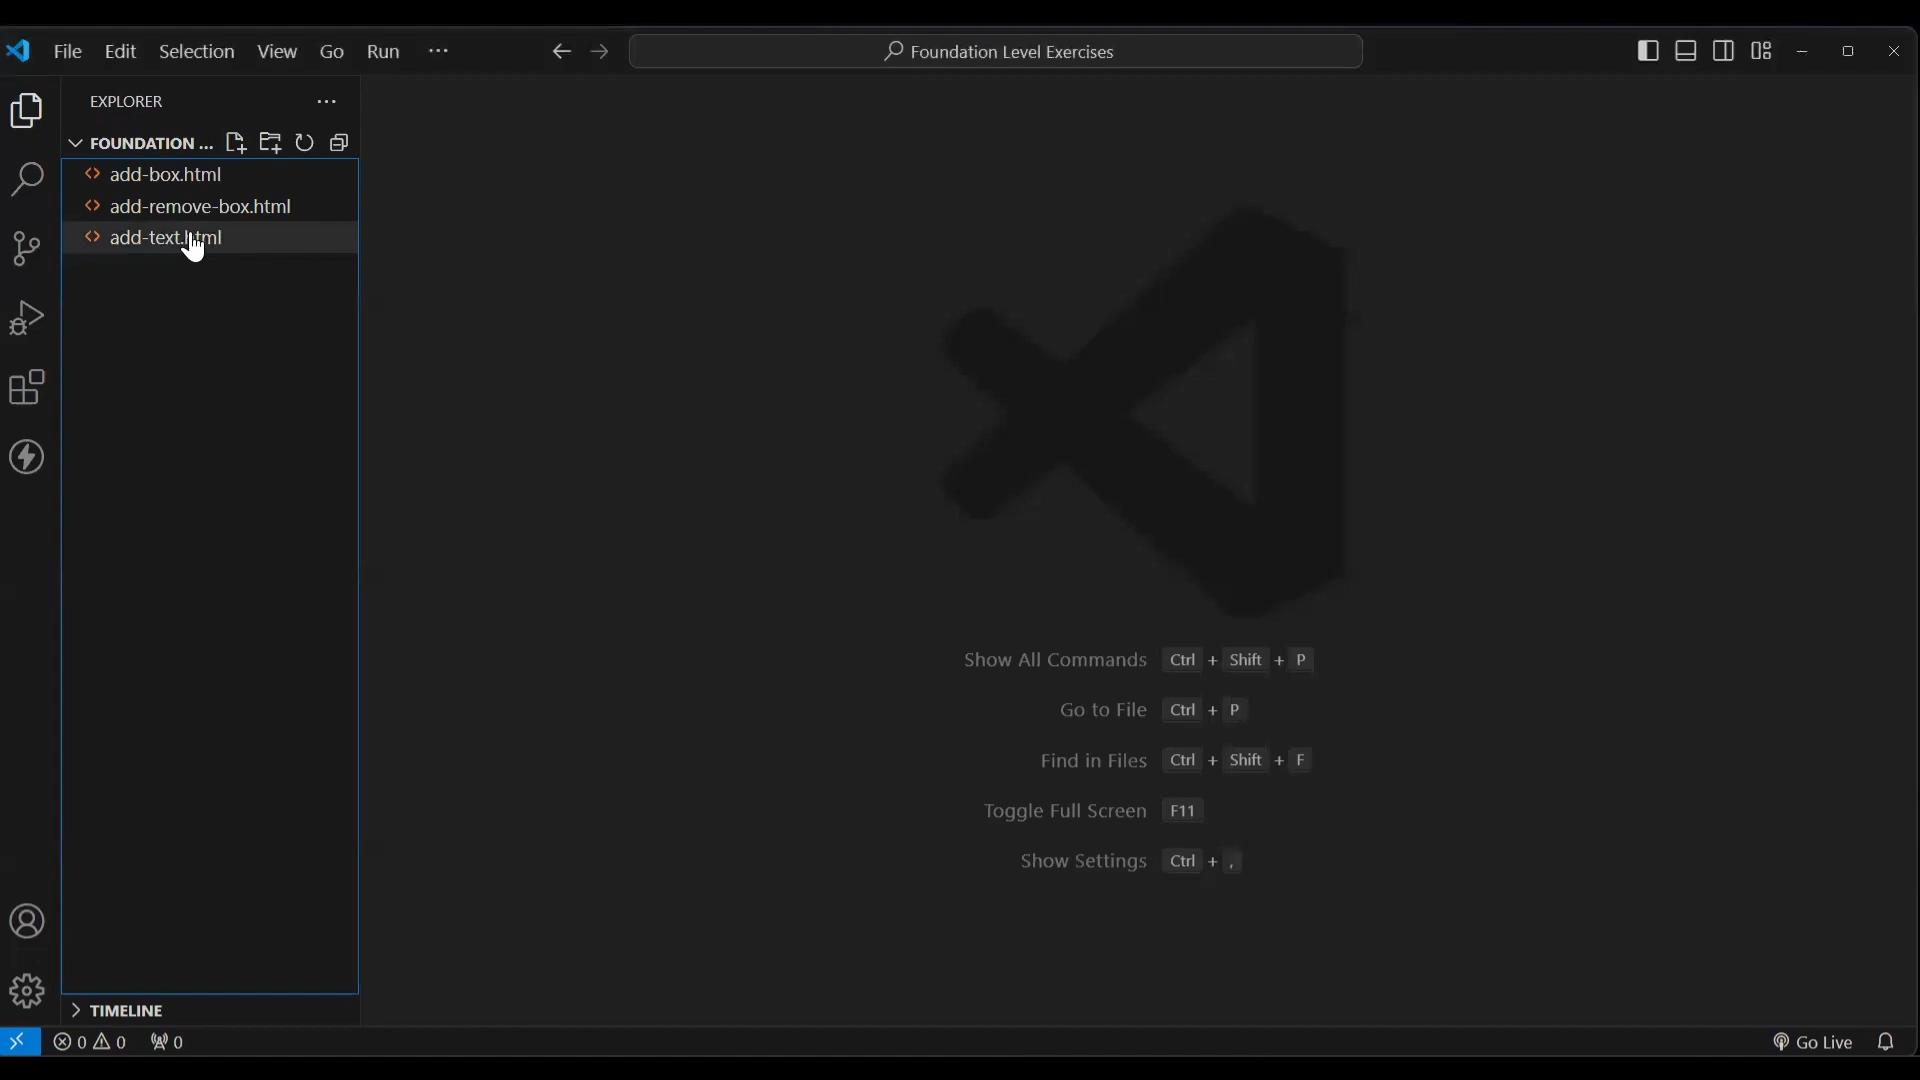 File Edit Selection View Go Run ··· Foundation Level Exercises
EXPLORER ···
FOUNDATION ...
add-box.html
add-remove-box.html
add-text.html
Show All Commands Ctrl + Shift + P
Go to File Ctrl + P
Find in Files Ctrl + Shift + F
Toggle Full Screen F11
Show Settings Ctrl + ,
TIMELINE
0 0 0 Go Live